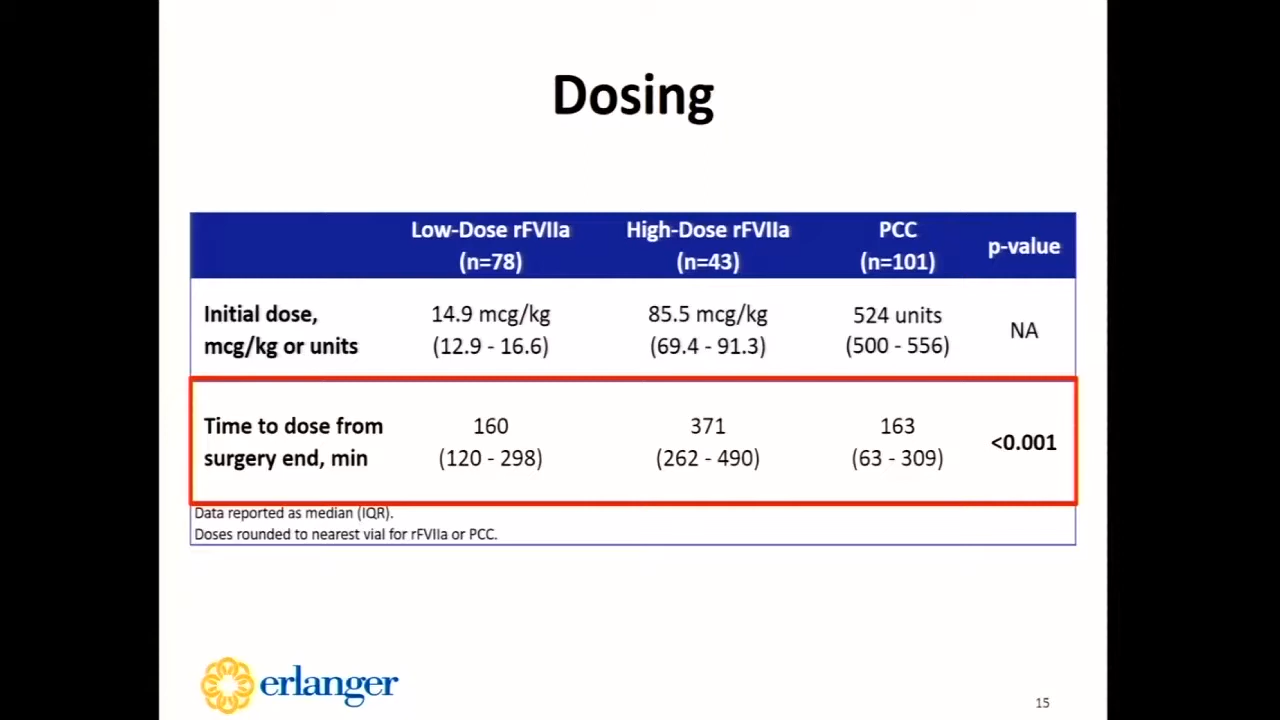 Dosing
Low-Dose rFVIIa
(n=78)
High-Dose rFVIIa
(n=43)
PCC
(n=101)
p-value
Initial dose,
mcg/kg or units
14.9 mcg/kg
(12.9 - 16.6)
85.5 mcg/kg
(69.4 - 91.3)
524 units
(500 - 556)
NA
Time to dose from
surgery end, min
160
(120 - 298)
371
(262 - 490)
163
(63 - 309)
<0.001
Data reported as median (IQR).
Doses rounded to nearest vial for rFVIIa or PCC.
erlanger
15